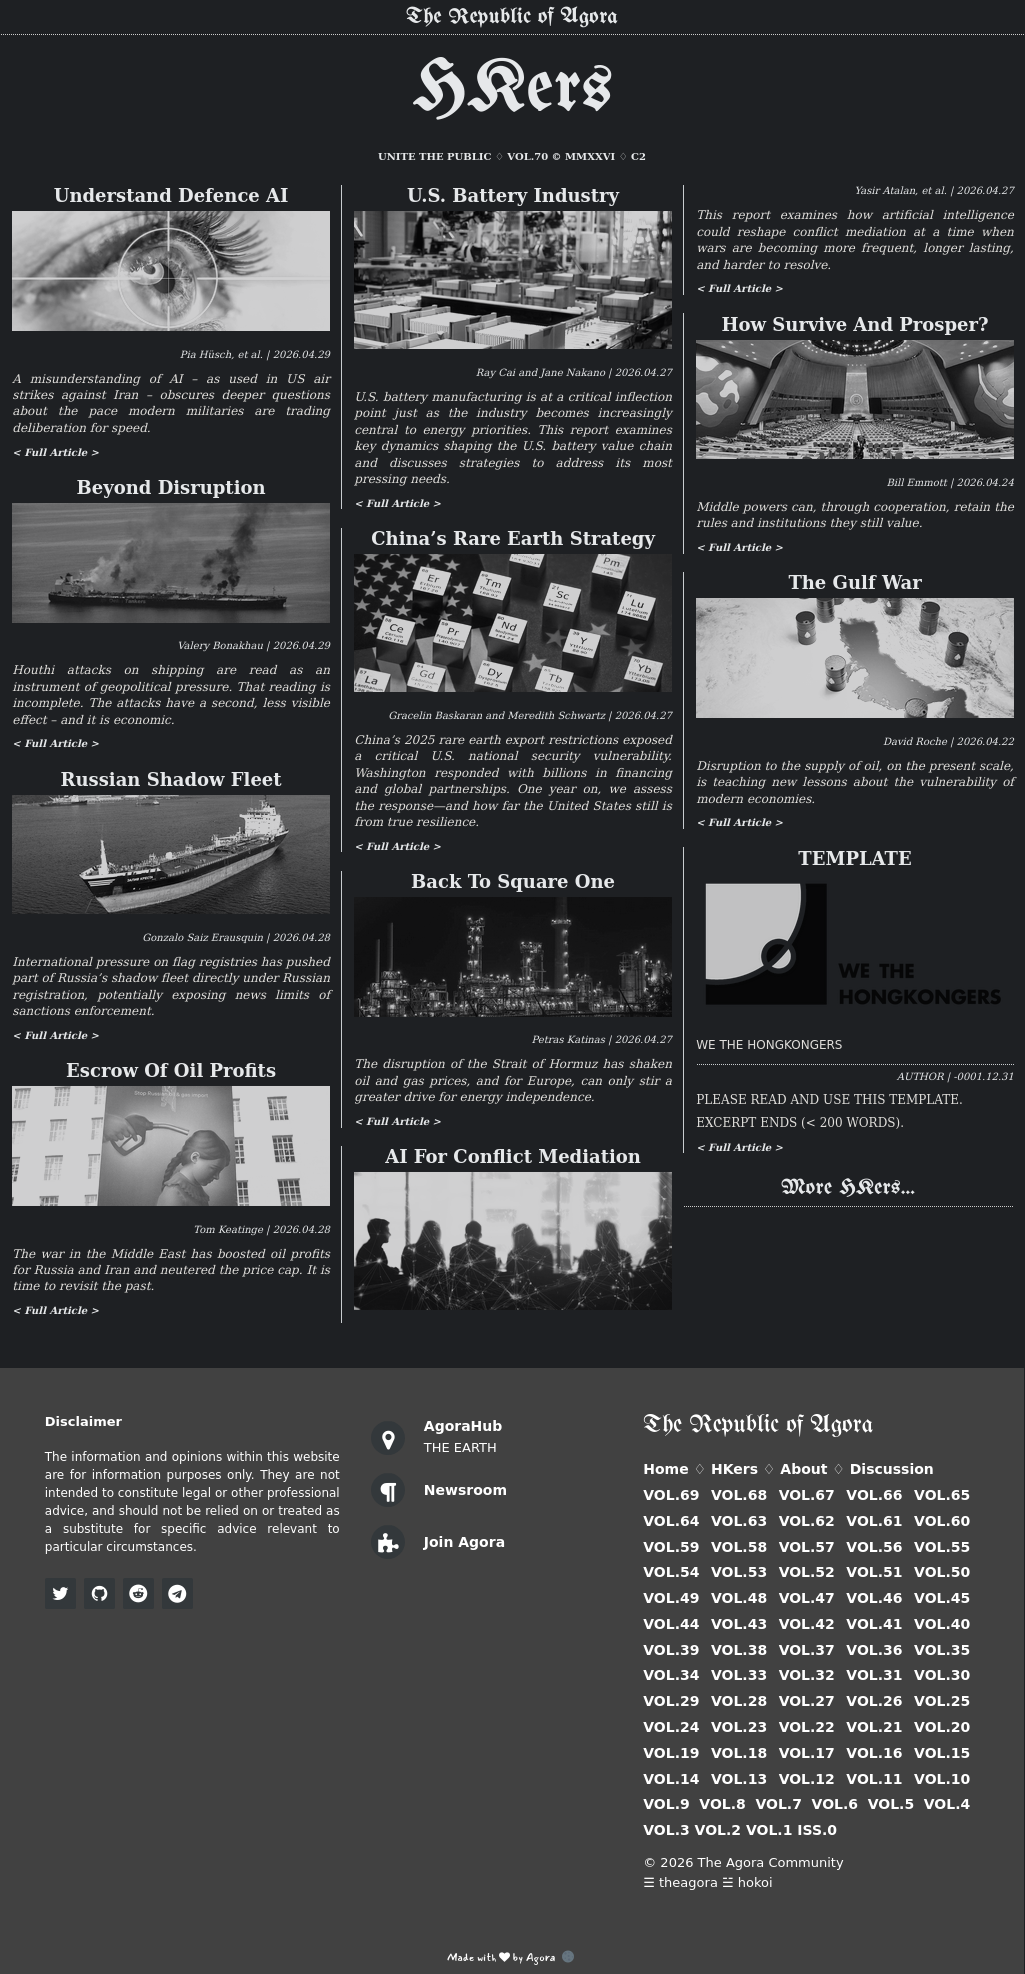 The Republic of Agora
HKers
UNITE THE PUBLIC ♢ VOL.70 © MMXXVI ♢ C2
Understand Defence AI
Pia Hüsch, et al. | 2026.04.29
A misunderstanding of AI – as used in US air
strikes against Iran – obscures deeper questions
about the pace modern militaries are trading
deliberation for speed.
< Full Article >
Beyond Disruption
Valery Bonakhau | 2026.04.29
Houthi attacks on shipping are read as an
instrument of geopolitical pressure. That reading is
incomplete. The attacks have a second, less visible
effect – and it is economic.
< Full Article >
Russian Shadow Fleet
Gonzalo Saiz Erausquin | 2026.04.28
International pressure on flag registries has pushed
part of Russia’s shadow fleet directly under Russian
registration, potentially exposing news limits of
sanctions enforcement.
< Full Article >
Escrow Of Oil Profits
Tom Keatinge | 2026.04.28
The war in the Middle East has boosted oil profits
for Russia and Iran and neutered the price cap. It is
time to revisit the past.
< Full Article >
U.S. Battery Industry
Ray Cai and Jane Nakano | 2026.04.27
U.S. battery manufacturing is at a critical inflection
point just as the industry becomes increasingly
central to energy priorities. This report examines
key dynamics shaping the U.S. battery value chain
and discusses strategies to address its most
pressing needs.
< Full Article >
China’s Rare Earth Strategy
Pm
Er
Tm
Sc
Lu
Ce
Pr
Nd
Y
Yb
La
Gd
Dy
Tb
Gracelin Baskaran and Meredith Schwartz | 2026.04.27
China’s 2025 rare earth export restrictions exposed
a critical U.S. national security vulnerability.
Washington responded with billions in financing
and global partnerships. One year on, we assess
the response—and how far the United States still is
from true resilience.
< Full Article >
Back To Square One
Petras Katinas | 2026.04.27
The disruption of the Strait of Hormuz has shaken
oil and gas prices, and for Europe, can only stir a
greater drive for energy independence.
< Full Article >
AI For Conflict Mediation
Yasir Atalan, et al. | 2026.04.27
This report examines how artificial intelligence
could reshape conflict mediation at a time when
wars are becoming more frequent, longer lasting,
and harder to resolve.
< Full Article >
How Survive And Prosper?
Bill Emmott | 2026.04.24
Middle powers can, through cooperation, retain the
rules and institutions they still value.
< Full Article >
The Gulf War
David Roche | 2026.04.22
Disruption to the supply of oil, on the present scale,
is teaching new lessons about the vulnerability of
modern economies.
< Full Article >
TEMPLATE
WE THE
HONGKONGERS
WE THE HONGKONGERS
AUTHOR | -0001.12.31
PLEASE READ AND USE THIS TEMPLATE.
EXCERPT ENDS (< 200 WORDS).
< Full Article >
More HKers...
Disclaimer
The information and opinions within this website
are for information purposes only. They are not
intended to constitute legal or other professional
advice, and should not be relied on or treated as
a substitute for specific advice relevant to
particular circumstances.
AgoraHub
THE EARTH
Newsroom
Join Agora
The Republic of Agora
Home ♢ HKers ♢ About ♢ Discussion
VOL.69 VOL.68 VOL.67 VOL.66 VOL.65
VOL.64 VOL.63 VOL.62 VOL.61 VOL.60
VOL.59 VOL.58 VOL.57 VOL.56 VOL.55
VOL.54 VOL.53 VOL.52 VOL.51 VOL.50
VOL.49 VOL.48 VOL.47 VOL.46 VOL.45
VOL.44 VOL.43 VOL.42 VOL.41 VOL.40
VOL.39 VOL.38 VOL.37 VOL.36 VOL.35
VOL.34 VOL.33 VOL.32 VOL.31 VOL.30
VOL.29 VOL.28 VOL.27 VOL.26 VOL.25
VOL.24 VOL.23 VOL.22 VOL.21 VOL.20
VOL.19 VOL.18 VOL.17 VOL.16 VOL.15
VOL.14 VOL.13 VOL.12 VOL.11 VOL.10
VOL.9 VOL.8 VOL.7 VOL.6 VOL.5 VOL.4
VOL.3 VOL.2 VOL.1 ISS.0
© 2026 The Agora Community
☰ theagora ☱ hokoi
Made with ♥ by Agora